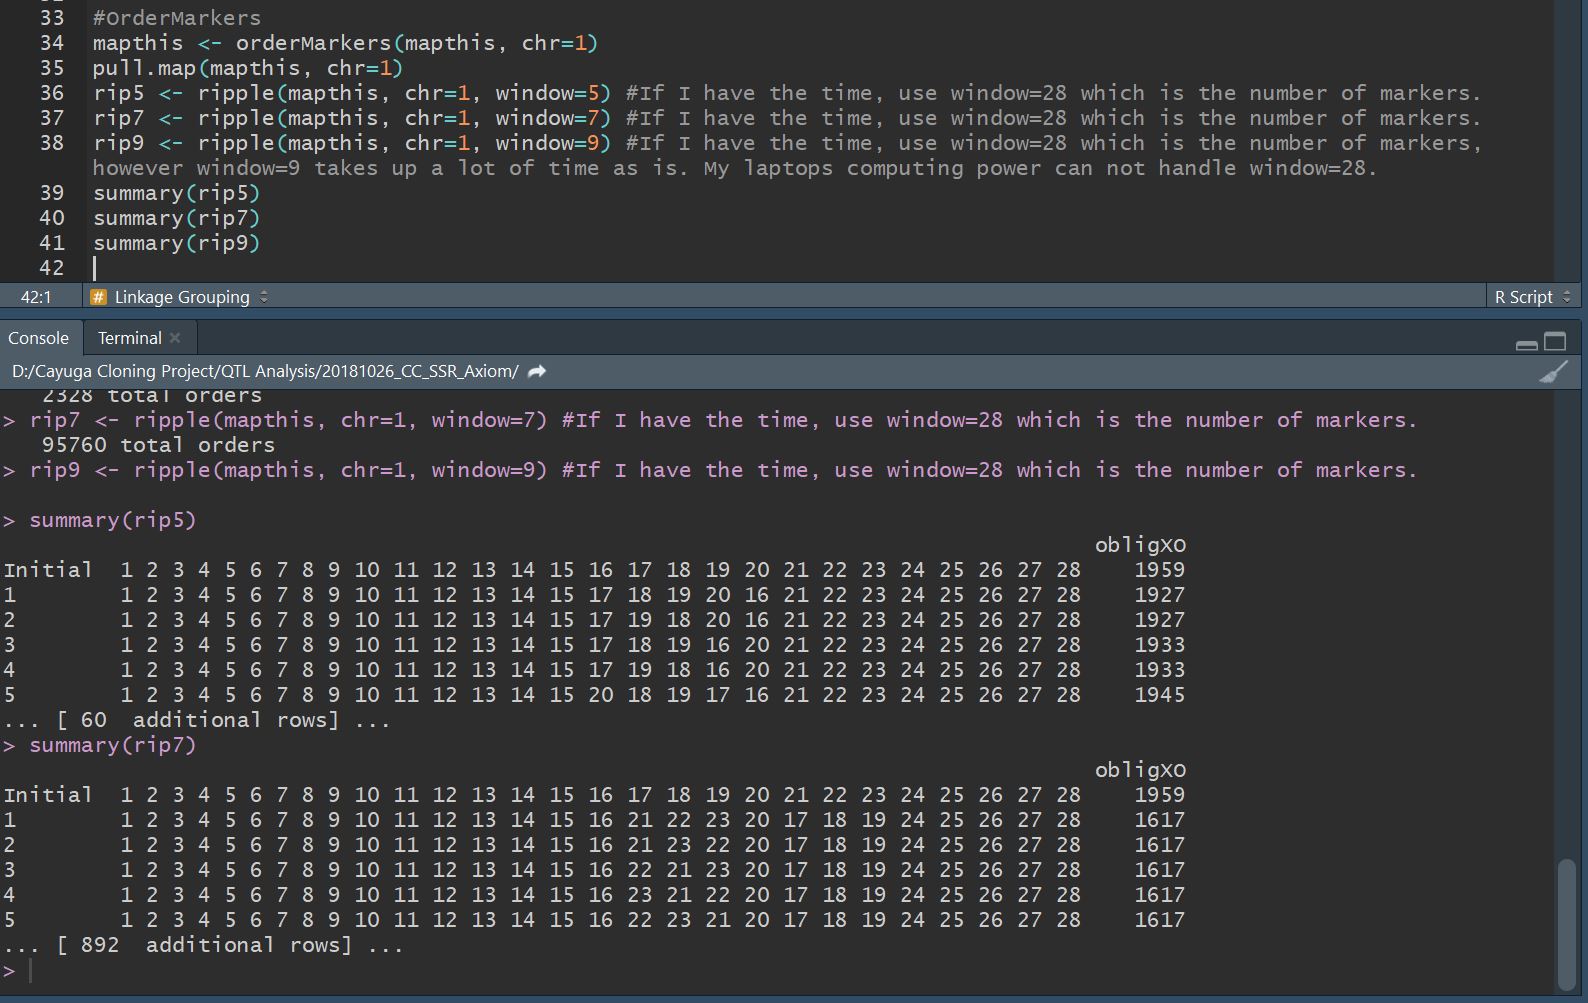 33 #OrderMarkers
34 mapthis <- orderMarkers(mapthis, chr=1)
35 pull.map(mapthis, chr=1)
36 rip5 <- ripple(mapthis, chr=1, window=5) #If I have the time, use window=28 which is the number of markers.
37 rip7 <- ripple(mapthis, chr=1, window=7) #If I have the time, use window=28 which is the number of markers.
38 rip9 <- ripple(mapthis, chr=1, window=9) #If I have the time, use window=28 which is the number of markers,
however window=9 takes up a lot of time as is. My laptops computing power can not handle window=28.
39 summary(rip5)
40 summary(rip7)
41 summary(rip9)
42
42:1 # Linkage Grouping R Script
Console Terminal
D:/Cayuga Cloning Project/QTL Analysis/20181026_CC_SSR_Axiom/
2328 total orders
> rip7 <- ripple(mapthis, chr=1, window=7) #If I have the time, use window=28 which is the number of markers.
95760 total orders
> rip9 <- ripple(mapthis, chr=1, window=9) #If I have the time, use window=28 which is the number of markers.
> summary(rip5)
obligXO
Initial 1 2 3 4 5 6 7 8 9 10 11 12 13 14 15 16 17 18 19 20 21 22 23 24 25 26 27 28 1959
1 1 2 3 4 5 6 7 8 9 10 11 12 13 14 15 17 18 19 20 16 21 22 23 24 25 26 27 28 1927
2 1 2 3 4 5 6 7 8 9 10 11 12 13 14 15 17 19 18 20 16 21 22 23 24 25 26 27 28 1927
3 1 2 3 4 5 6 7 8 9 10 11 12 13 14 15 17 18 19 16 20 21 22 23 24 25 26 27 28 1933
4 1 2 3 4 5 6 7 8 9 10 11 12 13 14 15 17 19 18 16 20 21 22 23 24 25 26 27 28 1933
5 1 2 3 4 5 6 7 8 9 10 11 12 13 14 15 20 18 19 17 16 21 22 23 24 25 26 27 28 1945
... [ 60 additional rows] ...
> summary(rip7)
obligXO
Initial 1 2 3 4 5 6 7 8 9 10 11 12 13 14 15 16 17 18 19 20 21 22 23 24 25 26 27 28 1959
1 1 2 3 4 5 6 7 8 9 10 11 12 13 14 15 16 21 22 23 20 17 18 19 24 25 26 27 28 1617
2 1 2 3 4 5 6 7 8 9 10 11 12 13 14 15 16 21 23 22 20 17 18 19 24 25 26 27 28 1617
3 1 2 3 4 5 6 7 8 9 10 11 12 13 14 15 16 22 21 23 20 17 18 19 24 25 26 27 28 1617
4 1 2 3 4 5 6 7 8 9 10 11 12 13 14 15 16 23 21 22 20 17 18 19 24 25 26 27 28 1617
5 1 2 3 4 5 6 7 8 9 10 11 12 13 14 15 16 22 23 21 20 17 18 19 24 25 26 27 28 1617
... [ 892 additional rows] ...
>